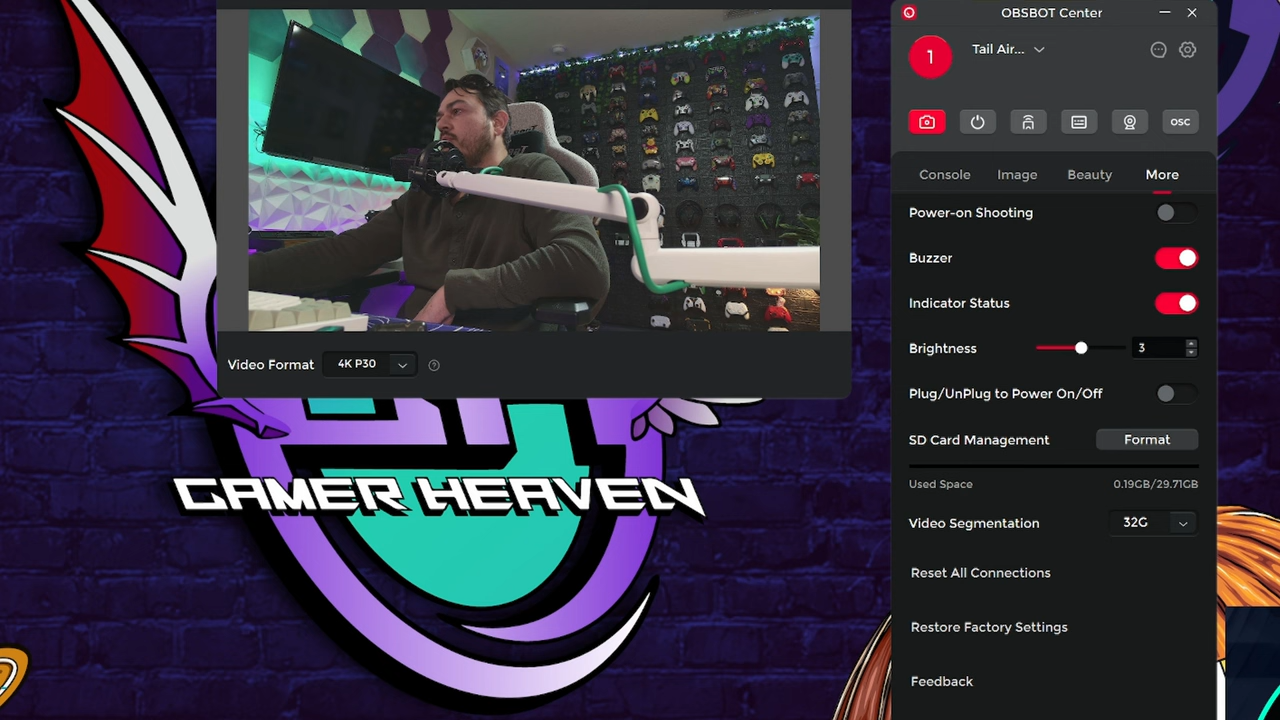 OBSBOT Center
1
Tail Air...
OSC
Console Image Beauty More
Power-on Shooting
Buzzer
Indicator Status
Brightness 3
Plug/UnPlug to Power On/Off
SD Card Management Format
Used Space 0.19GB/29.71GB
Video Segmentation 32G
Reset All Connections
Restore Factory Settings
Feedback
Video Format 4K P30
GAMER HEAVEN